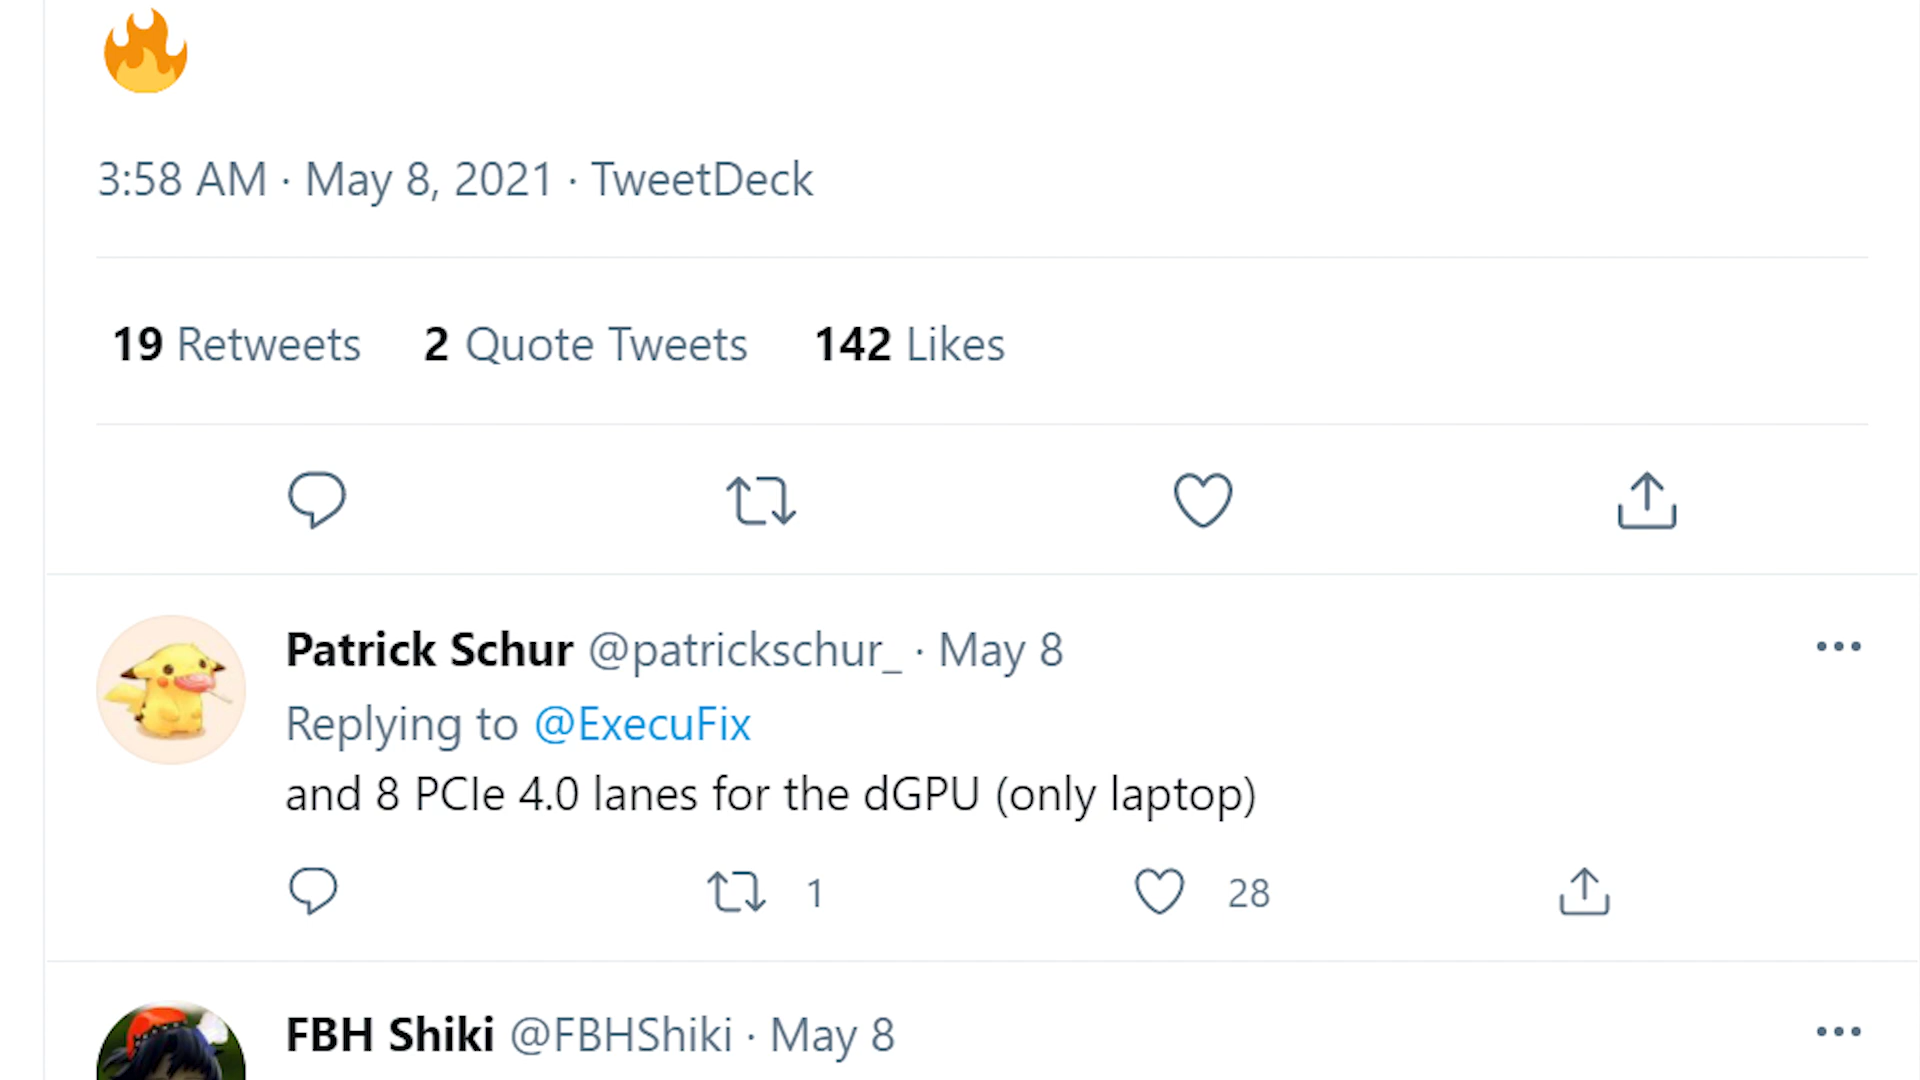 3:58 AM · May 8, 2021 · TweetDeck
19 Retweets 2 Quote Tweets 142 Likes
Patrick Schur @patrickschur_ · May 8
Replying to @ExecuFix
and 8 PCIe 4.0 lanes for the dGPU (only laptop)
1 28
FBH Shiki @FBHShiki · May 8